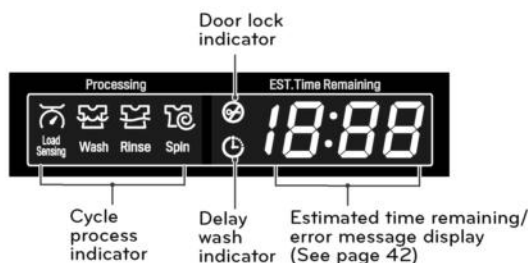 Door lock
indicator
Processing
EST.Time Remaining
Load
Sensing
Wash
Rinse
Spin
18:88
Cycle
process
indicator
Delay
wash
indicator
Estimated time remaining/
error message display
(See page 42)